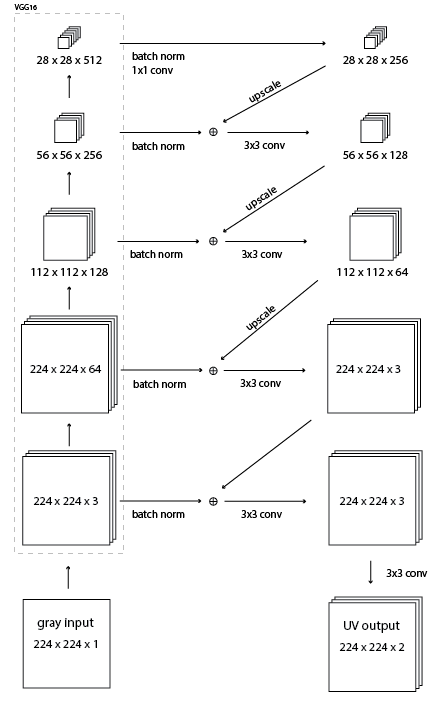 VGG16
28 x 28 x 512
batch norm
1x1 conv
28 x 28 x 256
upscale
56 x 56 x 256
batch norm
⊕
3x3 conv
56 x 56 x 128
upscale
112 x 112 x 128
batch norm
⊕
3x3 conv
112 x 112 x 64
upscale
224 x 224 x 64
batch norm
⊕
3x3 conv
224 x 224 x 3
224 x 224 x 3
batch norm
⊕
3x3 conv
224 x 224 x 3
3x3 conv
gray input
224 x 224 x 1
UV output
224 x 224 x 2